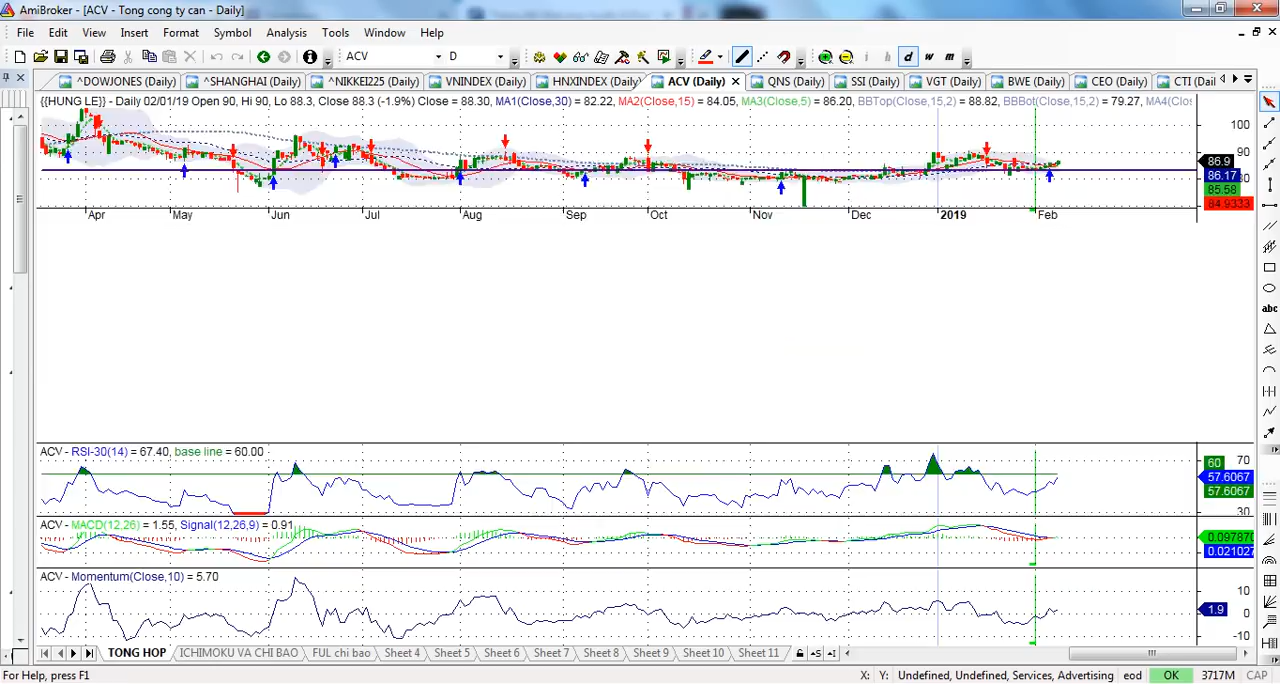 AmiBroker - [ACV - Tong cong ty can - Daily]
File Edit View Insert Format Symbol Analysis Tools Window Help
ACV D i h d w m
^DOWJONES (Daily) ^SHANGHAI (Daily) ^NIKKEI225 (Daily) VNINDEX (Daily) HNXINDEX (Daily) ACV (Daily) QNS (Daily) SSI (Daily) VGT (Daily) BWE (Daily) CEO (Daily) CTI (Dail
{{HUNG LE}} - Daily 02/01/19 Open 90, Hi 90, Lo 88.3, Close 88.3 (-1.9%) Close = 88.30, MA1(Close,30) = 82.22, MA2(Close,15) = 84.05, MA3(Close,5) = 86.20, BBTop(Close,15,2) = 88.82, BBBot(Close,15,2) = 79.27, MA4(Clos
100
90
86.9
86.17
85.58
84.9333
Apr May Jun Jul Aug Sep Oct Nov Dec 2019 Feb
abc
ACV - RSI-30(14) = 67.40, base line = 60.00
70
60
57.6067
57.6067
30
ACV - MACD(12,26) = 1.55, Signal(12,26,9) = 0.91
0.097870
0.021027
ACV - Momentum(Close,10) = 5.70
10
1.9
0
-10
TONG HOP ICHIMOKU VA CHI BAO FULL chi bao Sheet 4 Sheet 5 Sheet 6 Sheet 7 Sheet 8 Sheet 9 Sheet 10 Sheet 11
For Help, press F1 X: Y: Undefined, Undefined, Services, Advertising eod OK 3717M CAP